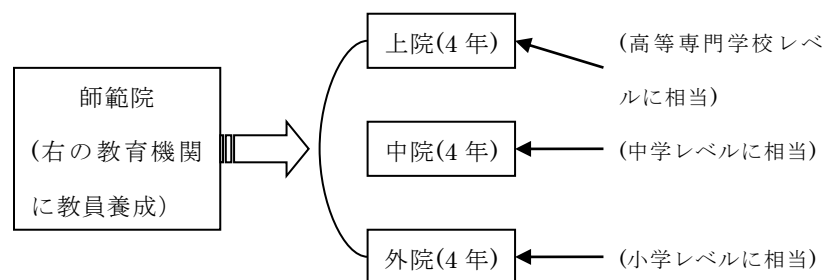 師範院
(右の教育機関
に教員養成）
上院(4 年)
(高等専門学校レベ
ルに相当)
中院(4 年)
(中学レベルに相当)
外院(4 年)
(小学レベルに相当)